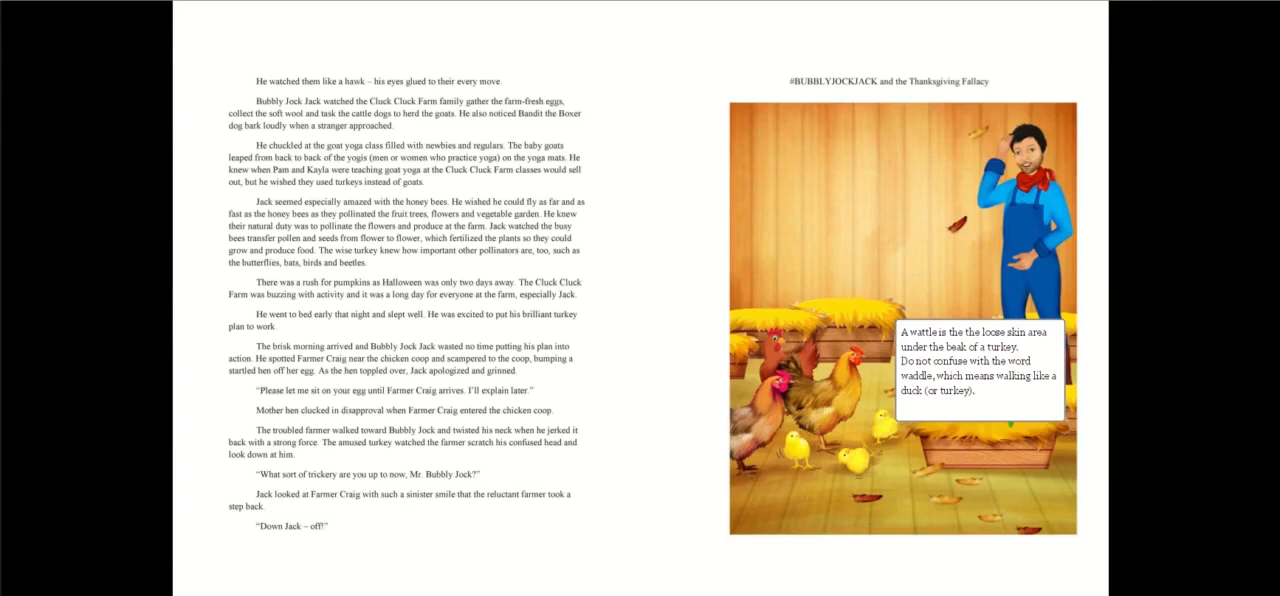 He watched them like a hawk – his eyes glued to their every move.
Bubbly Jock Jack watched the Cluck Cluck Farm family gather the farm-fresh eggs,
collect the soft wool and task the cattle dogs to herd the goats. He also noticed Bandit the Boxer
dog bark loudly when a stranger approached.
He chuckled at the goat yoga class filled with newbies and regulars. The baby goats
leaped from back to back of the yogis (men or women who practice yoga) on the yoga mats. He
knew when Pam and Kayla were teaching goat yoga at the Cluck Cluck Farm classes would sell
out, but he wished they used turkeys instead of goats.
Jack seemed especially amazed with the honey bees. He wished he could fly as far and as
fast as the honey bees as they pollinated the fruit trees, flowers and vegetable garden. He knew
their natural duty was to pollinate the flowers and produce at the farm. Jack watched the busy
bees transfer pollen and seeds from flower to flower, which fertilized the plants so they could
grow and produce food. The wise turkey knew how important other pollinators are, too, such as
the butterflies, bats, birds and beetles.
There was a rush for pumpkins as Halloween was only two days away. The Cluck Cluck
Farm was buzzing with activity and it was a long day for everyone at the farm, especially Jack.
He went to bed early that night and slept well. He was excited to put his brilliant turkey
plan to work.
The brisk morning arrived and Bubbly Jock Jack wasted no time putting his plan into
action. He spotted Farmer Craig near the chicken coop and scampered to the coop, bumping a
startled hen off her egg. As the hen toppled over, Jack apologized and grinned.
“Please let me sit on your egg until Farmer Craig arrives. I’ll explain later.”
Mother hen clucked in disapproval when Farmer Craig entered the chicken coop.
The troubled farmer walked toward Bubbly Jock and twisted his neck when he jerked it
back with a strong force. The amused turkey watched the farmer scratch his confused head and
look down at him.
“What sort of trickery are you up to now, Mr. Bubbly Jock?”
Jack looked at Farmer Craig with such a sinister smile that the reluctant farmer took a
step back.
“Down Jack – off!”
#BUBBLYJOCKJACK and the Thanksgiving Fallacy
A wattle is the the loose skin area
under the beak of a turkey.
Do not confuse with the word
waddle, which means walking like a
duck (or turkey).